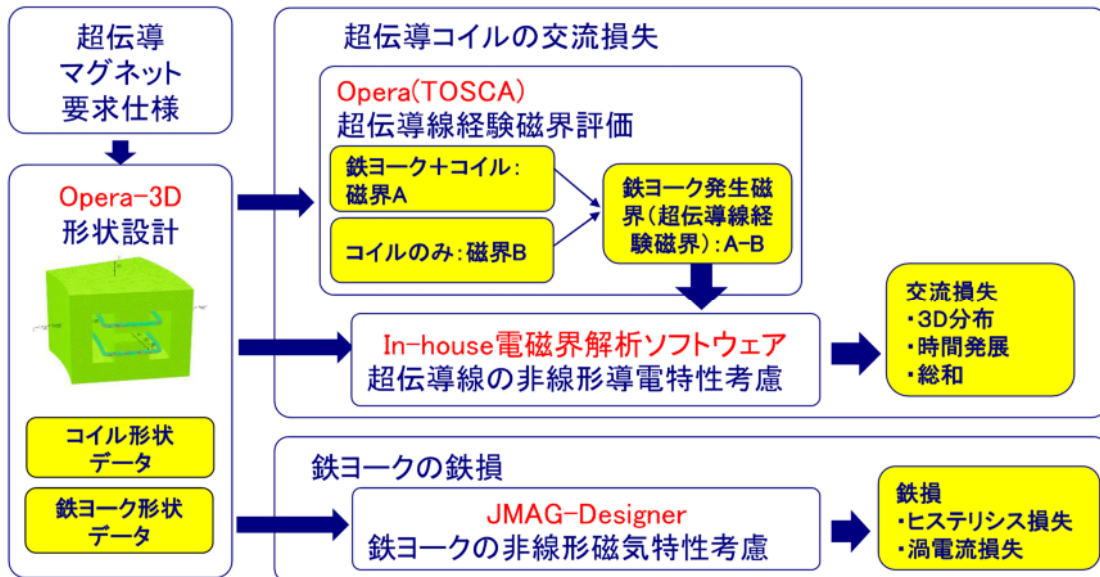 超伝導
マグネット
要求仕様
Opera-3D
形状設計
コイル形状
データ
鉄ヨーク形状
データ
超伝導コイルの交流損失
Opera(TOSCA)
超伝導線経験磁界評価
鉄ヨーク＋コイル：
磁界A
コイルのみ：磁界B
鉄ヨーク発生磁
界（超伝導線経
験磁界）：A-B
In-house電磁界解析ソフトウェア
超伝導線の非線形導電特性考慮
交流損失
・3D分布
・時間発展
・総和
鉄ヨークの鉄損
JMAG-Designer
鉄ヨークの非線形磁気特性考慮
鉄損
・ヒステリシス損失
・渦電流損失